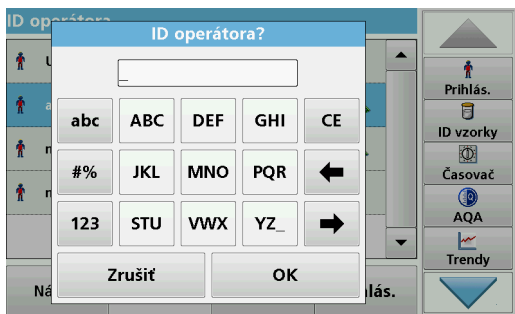 ID operátora
ID operátora?
_
abc ABC DEF GHI CE
#% JKL MNO PQR
123 STU VWX YZ_
Zrušiť OK
Prihlás.
ID vzorky
Časovač
AQA
Trendy